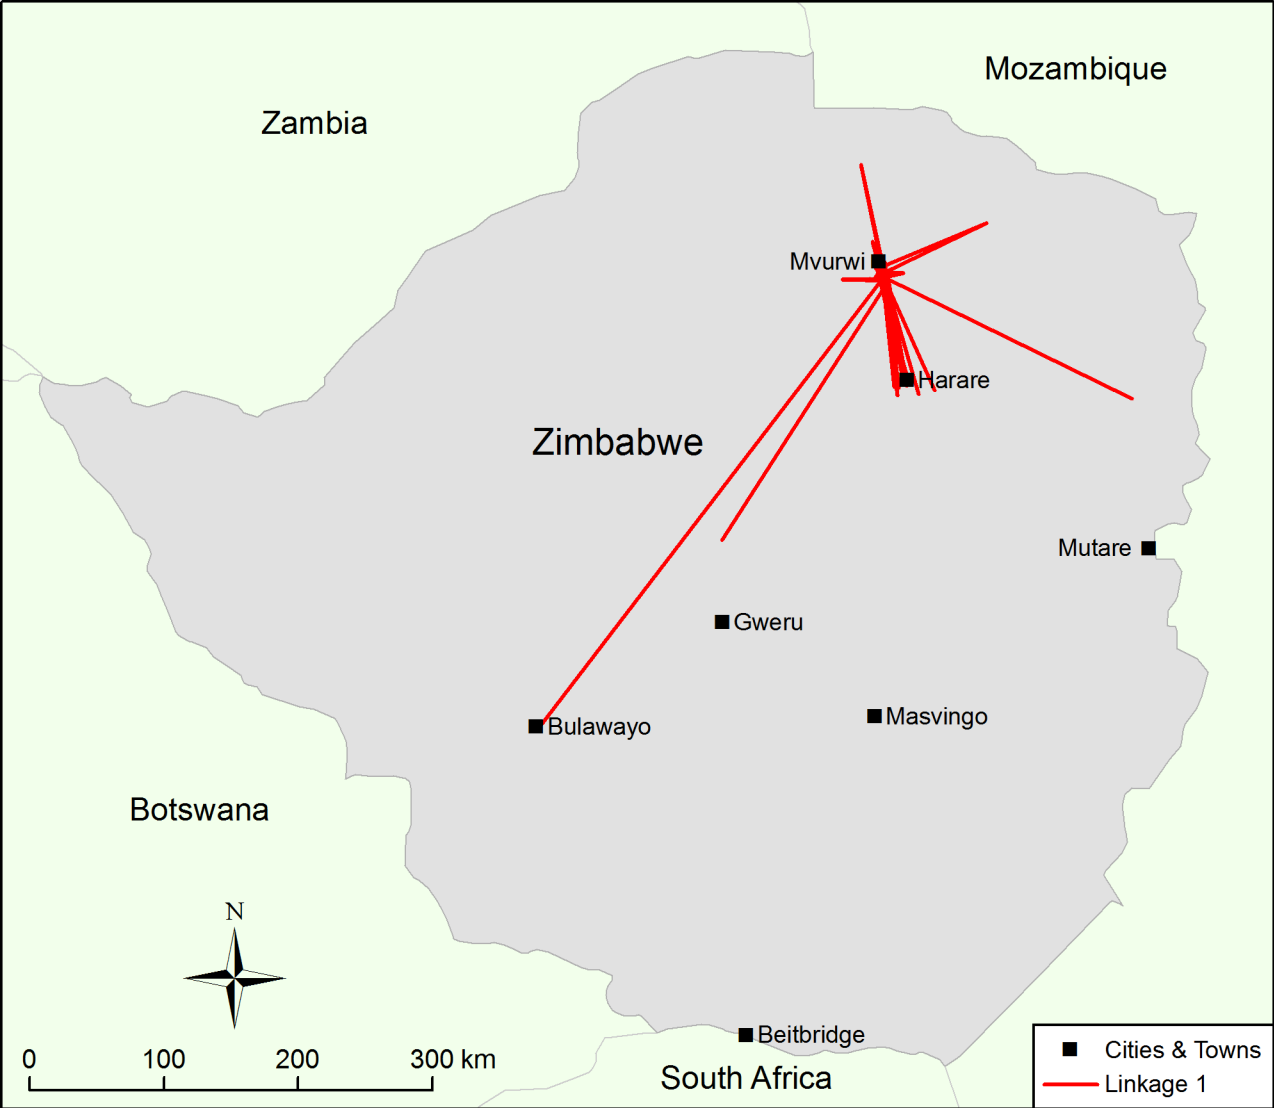 Mozambique
Zambia
Mvurwi
Harare
Zimbabwe
Mutare
Gweru
Masvingo
Bulawayo
Botswana
N
Beitbridge
0 100 200 300 km
South Africa
Cities & Towns
Linkage 1